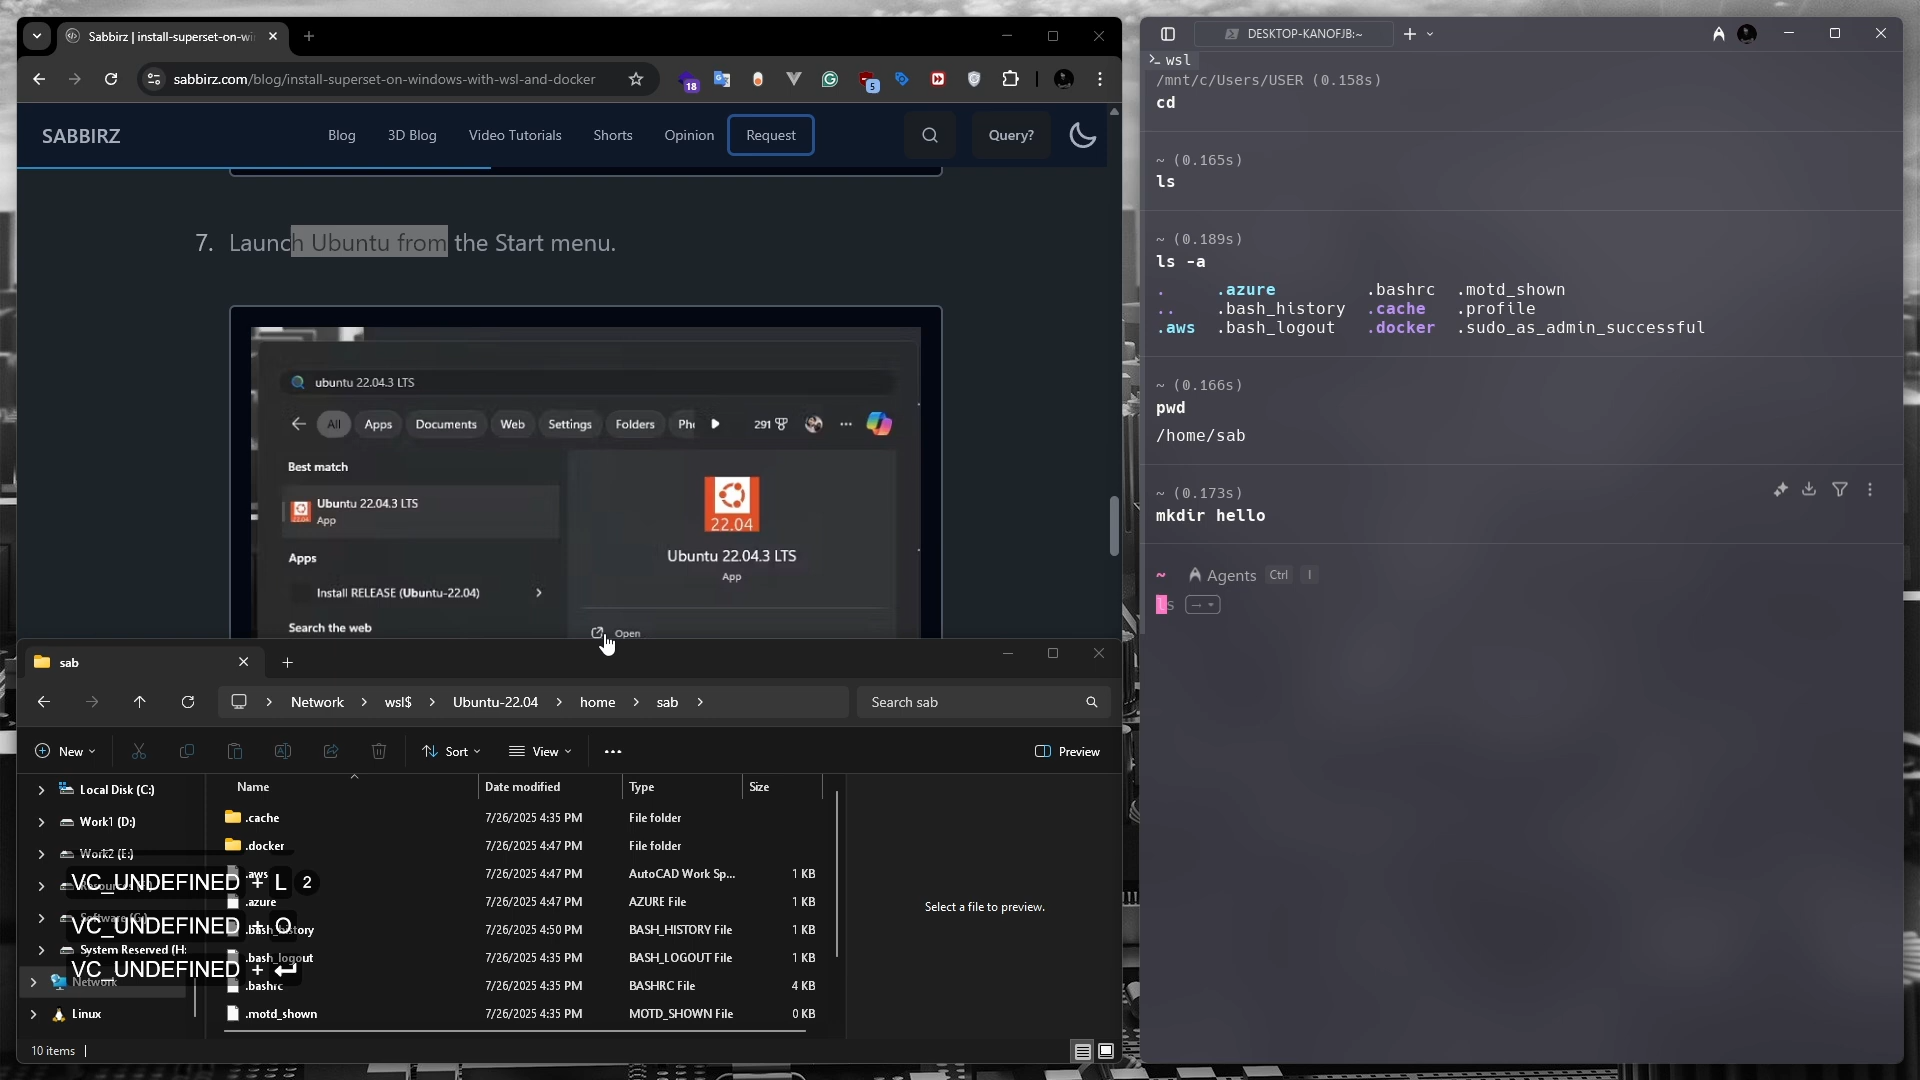 Sabbirz | install-superset-on-wi
sabbirz.com/blog/install-superset-on-windows-with-wsl-and-docker
18
5
SABBIRZ
Blog
3D Blog
Video Tutorials
Shorts
Opinion
Request
Query?
7. Launch Ubuntu from the Start menu.
ubuntu 22.04.3 LTS
All
Apps
Documents
Web
Settings
Folders
Pho
291
Best match
Ubuntu 22.04.3 LTS
App
22.04
Ubuntu 22.04.3 LTS
App
Apps
Install RELEASE (Ubuntu-22.04)
Search the web
Open
sab
Network > wsl$ > Ubuntu-22.04 > home > sab >
Search sab
New
Sort
View
Preview
Local Disk (C:)
Work1 (D:)
Work2 (E:)
System Reserved (H:
Network
Linux
Name Date modified Type Size
.cache 7/26/2025 4:35 PM File folder
.docker 7/26/2025 4:47 PM File folder
.aws 7/26/2025 4:47 PM AutoCAD Work Sp... 1 KB
.azure 7/26/2025 4:47 PM AZURE File 1 KB
.bash_history 7/26/2025 4:50 PM BASH_HISTORY File 1 KB
.bash_logout 7/26/2025 4:35 PM BASH_LOGOUT File 1 KB
.bashrc 7/26/2025 4:35 PM BASHRC File 4 KB
.motd_shown 7/26/2025 4:35 PM MOTD_SHOWN File 0 KB
VC_UNDEFINED + L 2
VC_UNDEFINED + O
VC_UNDEFINED + ↵
Select a file to preview.
10 items
DESKTOP-KANOFJB:~
wsl
/mnt/c/Users/USER (0.158s)
cd
~ (0.165s)
ls
~ (0.189s)
ls -a
. .azure .bashrc .motd_shown
.. .bash_history .cache .profile
.aws .bash_logout .docker .sudo_as_admin_successful
~ (0.166s)
pwd
/home/sab
~ (0.173s)
mkdir hello
~ Agents Ctrl I
ls